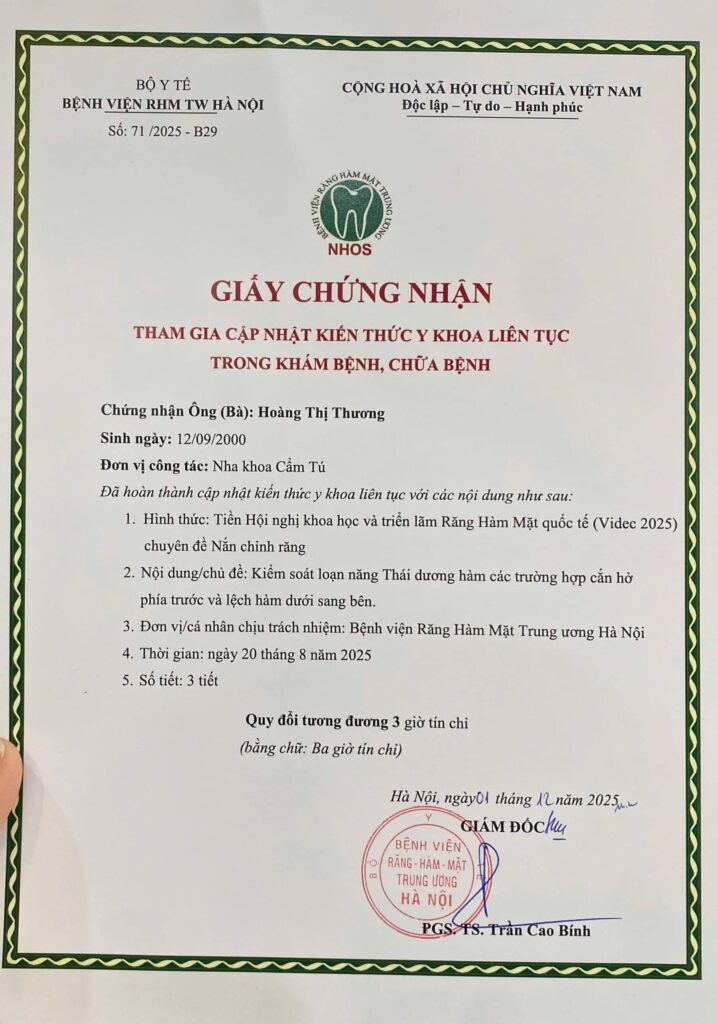 BỘ Y TẾ
BỆNH VIỆN RHM TW HÀ NỘI
Số: 71 /2025 - B29
CỘNG HOÀ XÃ HỘI CHỦ NGHĨA VIỆT NAM
Độc lập – Tự do – Hạnh phúc
BỆNH VIỆN RĂNG HÀM MẶT TRUNG ƯƠNG
NHOS
GIẤY CHỨNG NHẬN
THAM GIA CẬP NHẬT KIẾN THỨC Y KHOA LIÊN TỤC
TRONG KHÁM BỆNH, CHỮA BỆNH
Chứng nhận Ông (Bà): Hoàng Thị Thương
Sinh ngày: 12/09/2000
Đơn vị công tác: Nha khoa Cẩm Tú
Đã hoàn thành cập nhật kiến thức y khoa liên tục với các nội dung như sau:
1. Hình thức: Tiền Hội nghị khoa học và triển lãm Răng Hàm Mặt quốc tế (Videc 2025)
chuyên đề Nắn chỉnh răng
2. Nội dung/chủ đề: Kiểm soát loạn năng Thái dương hàm các trường hợp cắn hở
phía trước và lệch hàm dưới sang bên.
3. Đơn vị/cá nhân chịu trách nhiệm: Bệnh viện Răng Hàm Mặt Trung ương Hà Nội
4. Thời gian: ngày 20 tháng 8 năm 2025
5. Số tiết: 3 tiết
Quy đổi tương đương 3 giờ tín chỉ
(bằng chữ: Ba giờ tín chỉ)
Hà Nội, ngày 01 tháng 12 năm 2025
GIÁM ĐỐC
BỘ Y TẾ
BỆNH VIỆN
RĂNG - HÀM - MẶT
TRUNG ƯƠNG
HÀ NỘI
PGS. TS. Trần Cao Bính